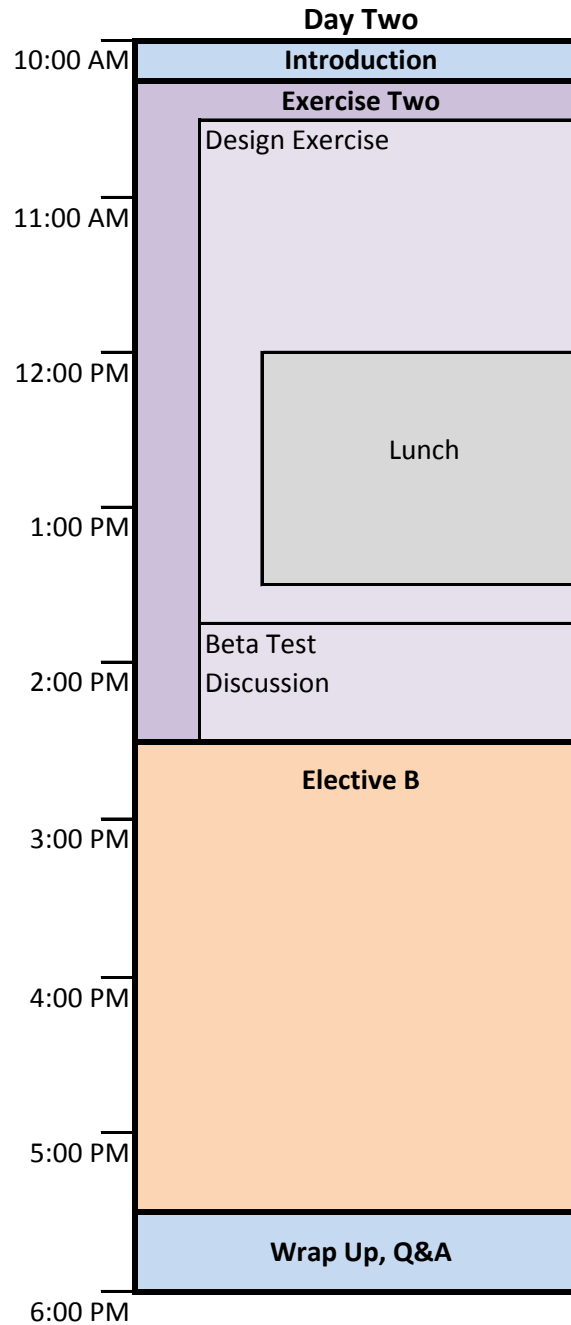 Day Two
10:00 AM
Introduction
Exercise Two
Design Exercise
11:00 AM
12:00 PM
Lunch
1:00 PM
Beta Test
2:00 PM
Discussion
Elective B
3:00 PM
4:00 PM
5:00 PM
Wrap Up, Q&A
6:00 PM